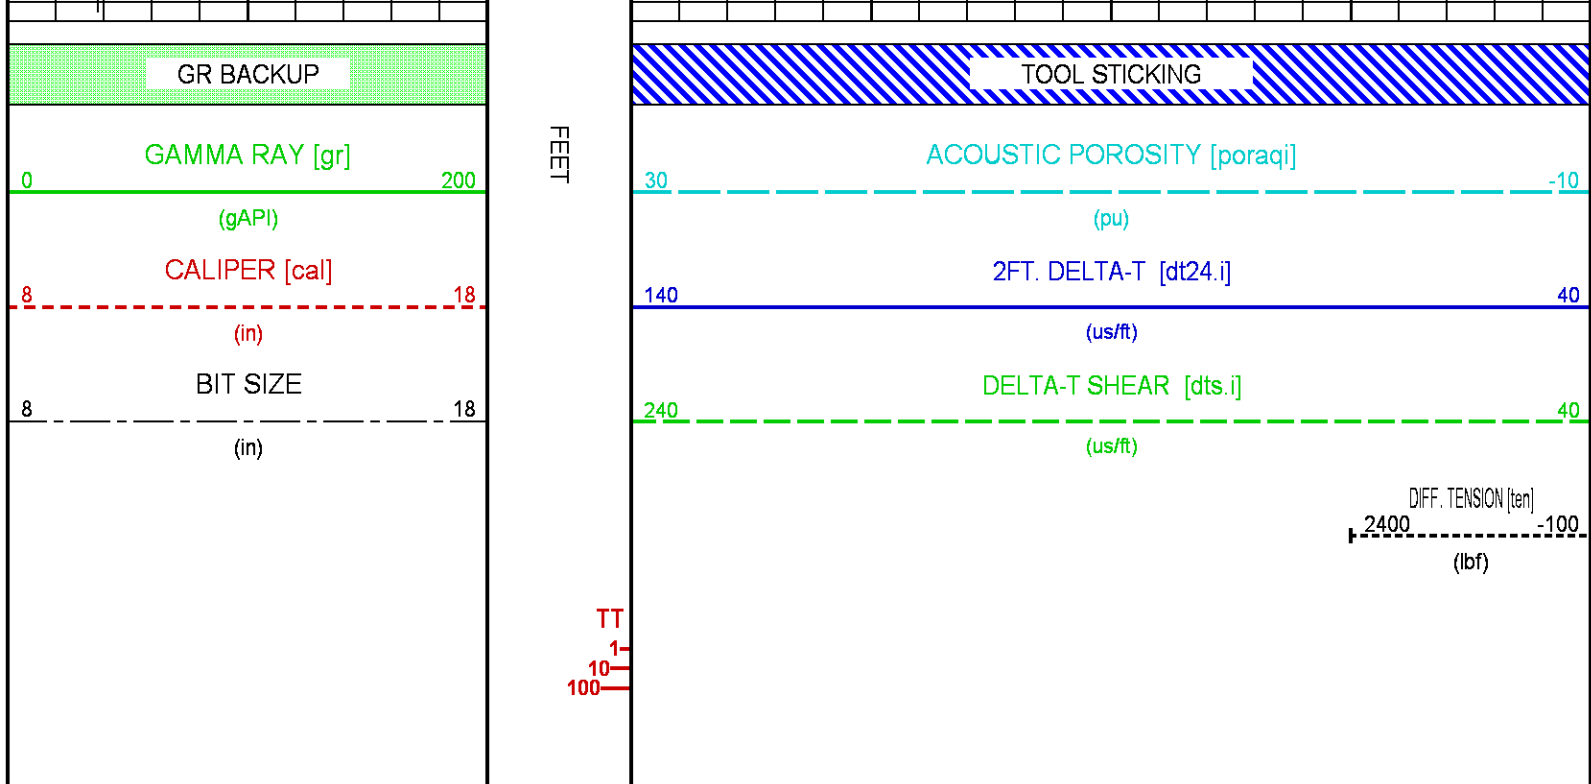 GR BACKUP
GAMMA RAY [gr]
0 200
(gAPI)
CALIPER [cal]
8 18
(in)
BIT SIZE
8 18
(in)
FEET
TT
1
10
100
TOOL STICKING
ACOUSTIC POROSITY [poraqi]
30 -10
(pu)
2FT. DELTA-T [dt24.i]
140 40
(us/ft)
DELTA-T SHEAR [dts.i]
240 40
(us/ft)
DIFF. TENSION [ten]
2400 -100
(lbf)